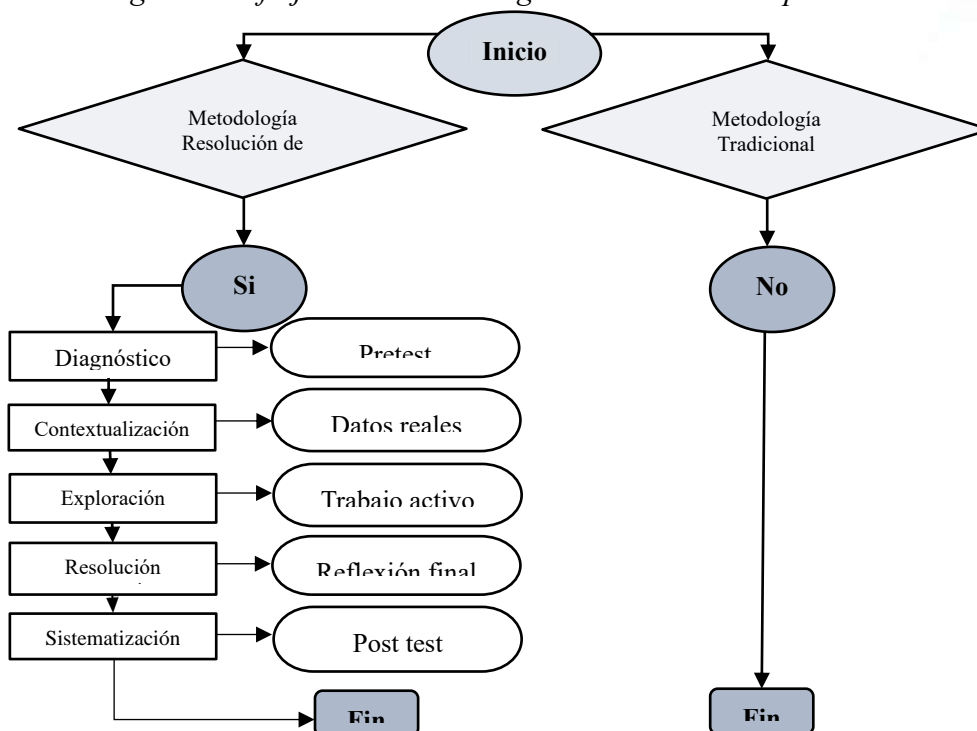 Inicio
Metodología
Resolución de
Metodología
Tradicional
Si
No
Diagnóstico
Pretest
Contextualización
Datos reales
Exploración
Trabajo activo
Resolución
Reflexión final
Sistematización
Post test
Fin
Fin